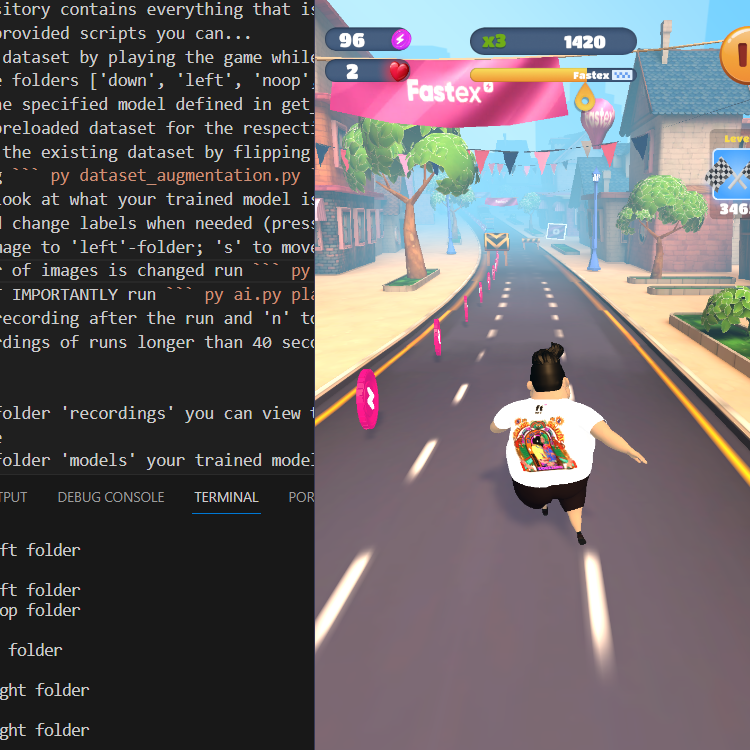 sitory contains everything that is
provided scripts you can...
dataset by playing the game while
e folders ['down', 'left', 'noop'
he specified model defined in get
preloaded dataset for the respecti
the existing dataset by flipping
g ``` py dataset_augmentation.py
look at what your trained model is
d change labels when needed (press
mage to 'left'-folder; 's' to move
r of images is changed run ``` py
T IMPORTANTLY run ``` py ai.py pla
recording after the run and 'n' to
rdings of runs longer than 40 seco
folder 'recordings' you can view
e
folder 'models' your trained model
TPUT DEBUG CONSOLE TERMINAL POR
ft folder
ft folder
op folder
folder
ght folder
ght folder
96
x3 1420
2
Fastex
Fastex
astex
Leve
346